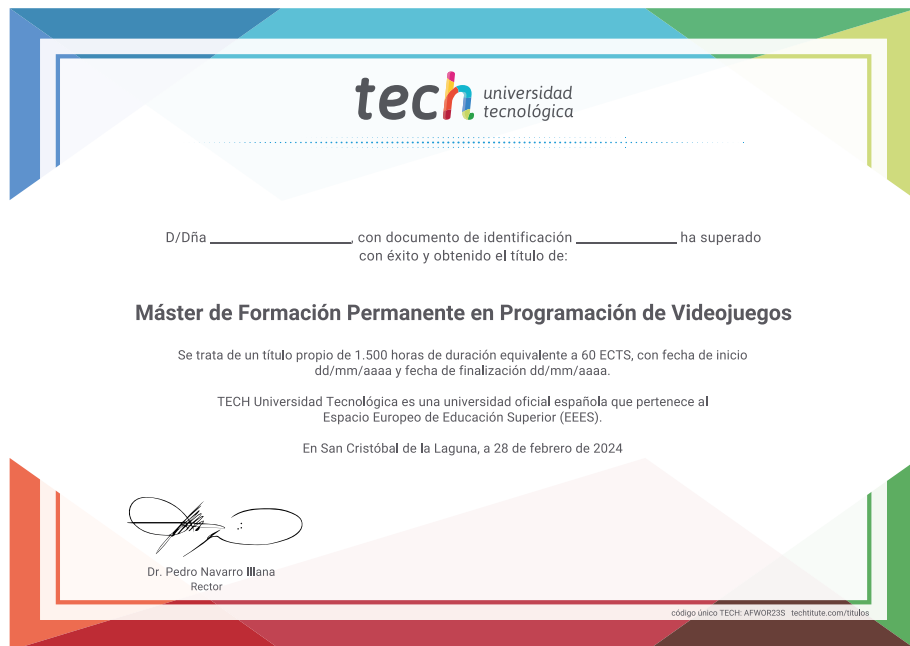 tech universidad
tecnológica
D/Dña ____________________, con documento de identificación ______________ ha superado
con éxito y obtenido el título de:
Máster de Formación Permanente en Programación de Videojuegos
Se trata de un título propio de 1.500 horas de duración equivalente a 60 ECTS, con fecha de inicio
dd/mm/aaaa y fecha de finalización dd/mm/aaaa.
TECH Universidad Tecnológica es una universidad oficial española que pertenece al
Espacio Europeo de Educación Superior (EEES).
En San Cristóbal de la Laguna, a 28 de febrero de 2024
Dr. Pedro Navarro Illana
Rector
código único TECH: AFWOR23S techtitute.com/titulos